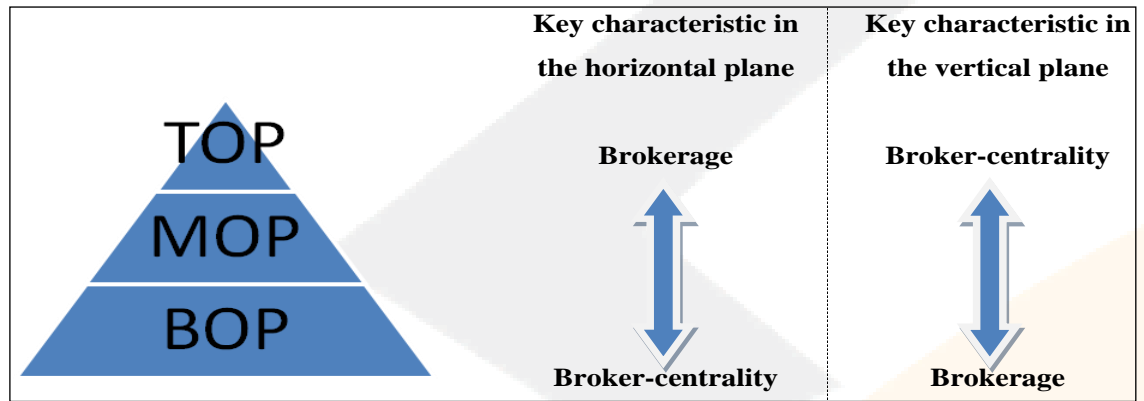 TOP
MOP
BOP
Key characteristic in
the horizontal plane
Brokerage
Broker-centrality
Key characteristic in
the vertical plane
Broker-centrality
Brokerage